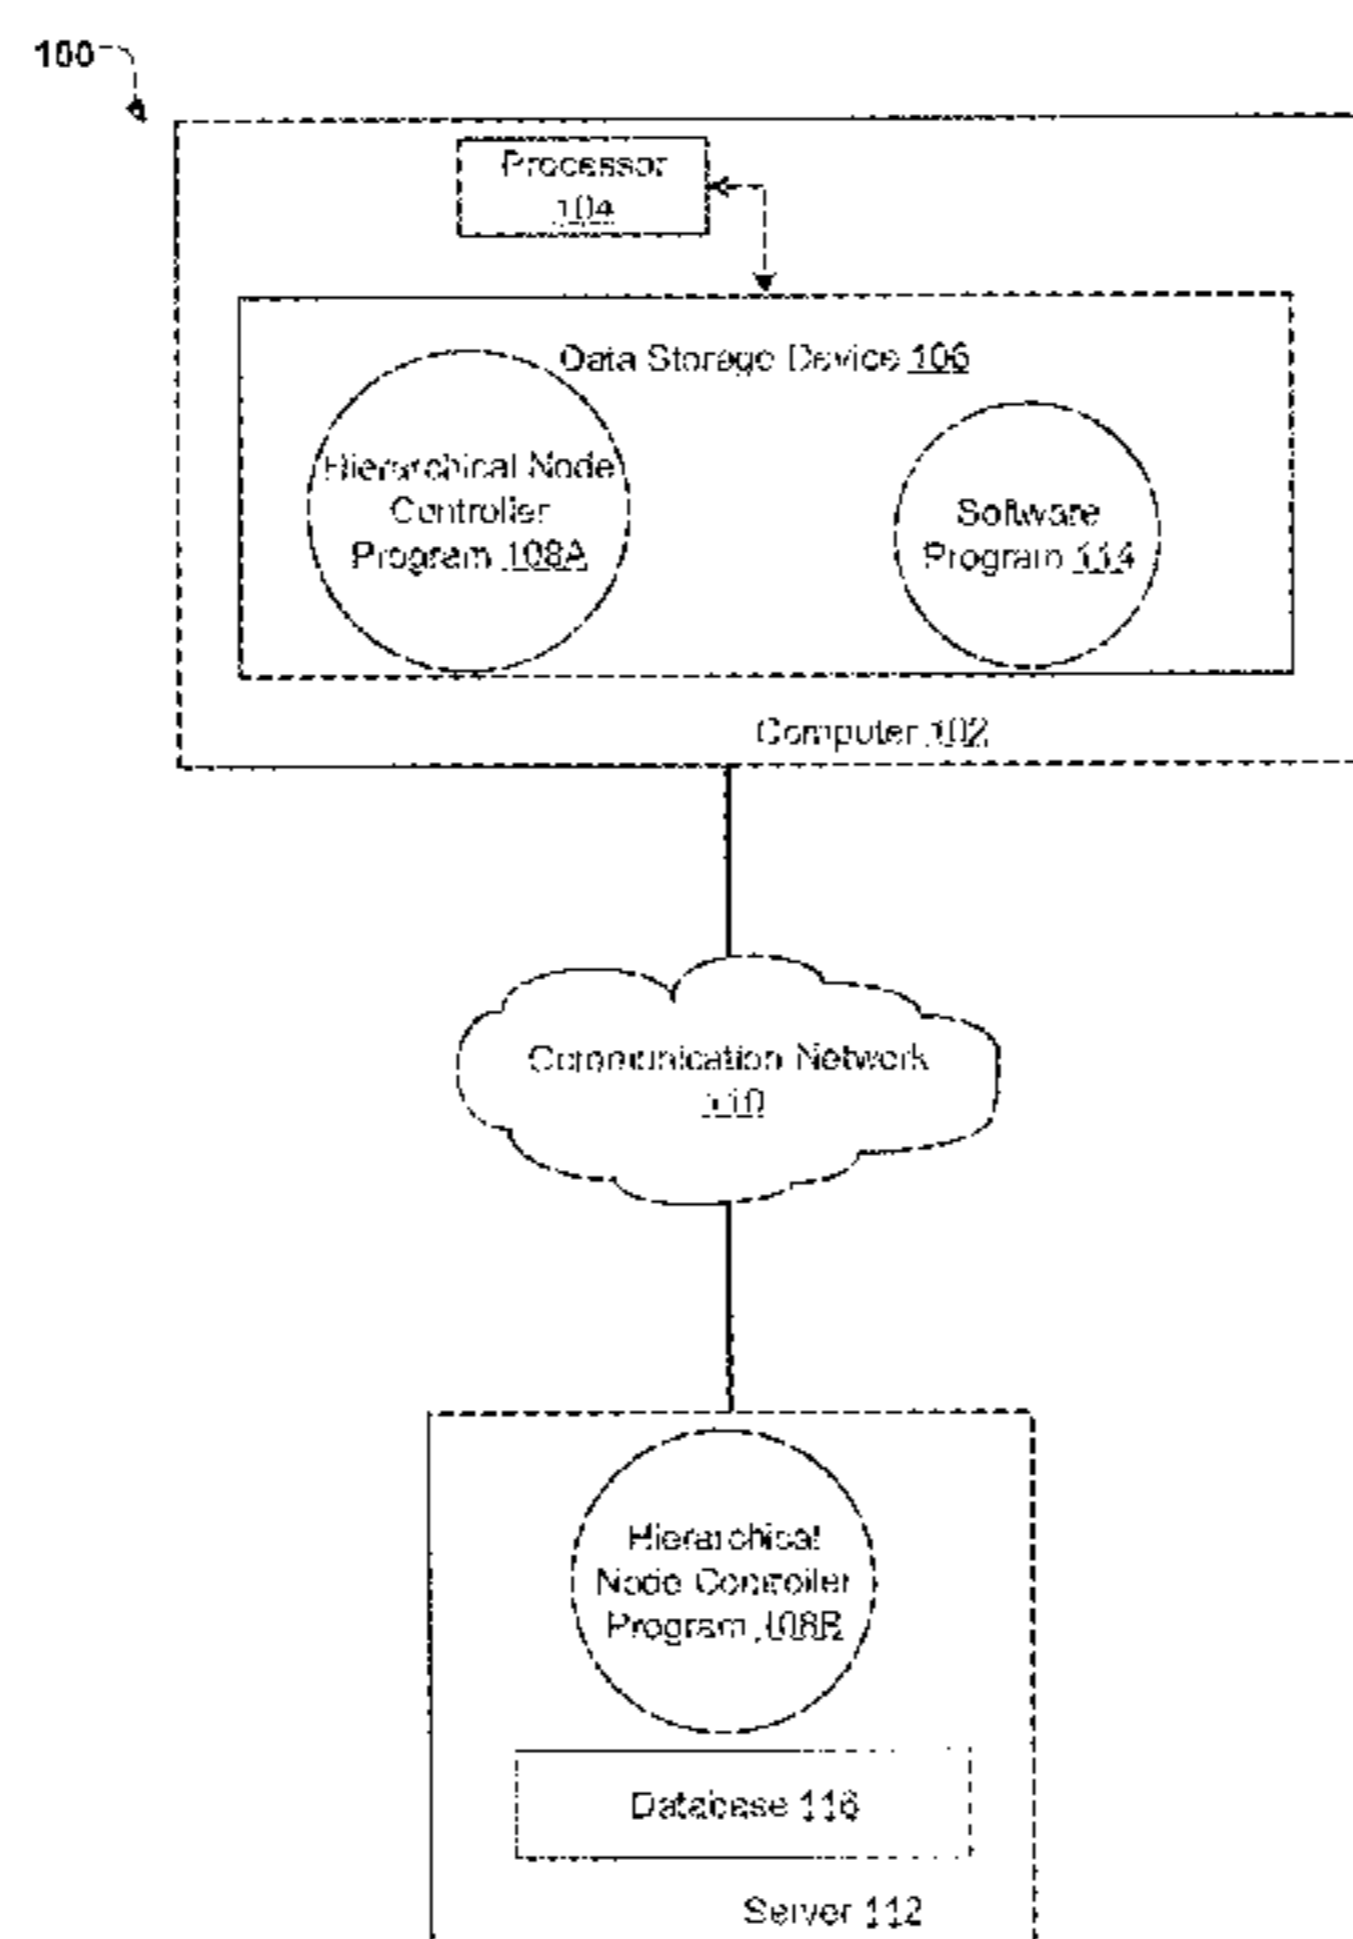 100
Processor
104
Data Storage Device 106
Hierarchical Node
Controller
Program 108A
Software
Program 114
Computer 102
Communication Network
110
Hierarchical
Node Controller
Program 108B
Database 116
Server 112